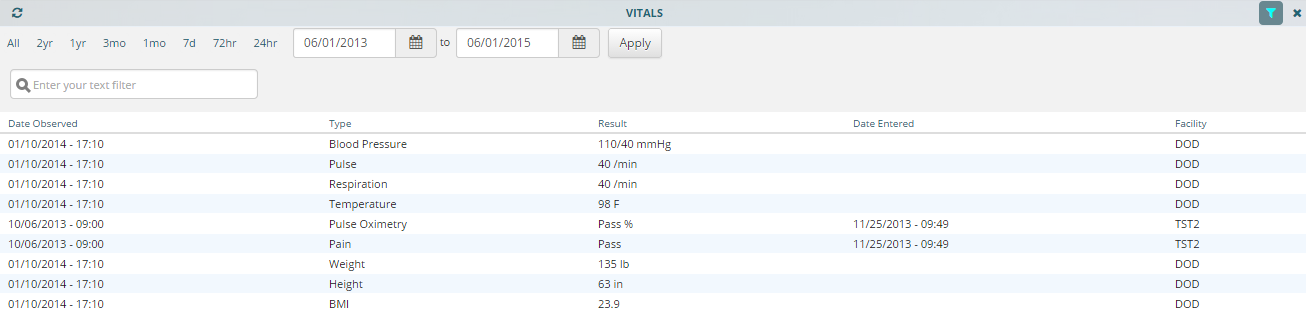 VITALS
All 2yr 1yr 3mo 1mo 7d 72hr 24hr 06/01/2013 to 06/01/2015 Apply
Enter your text filter
Date Observed Type Result Date Entered Facility
01/10/2014 - 17:10 Blood Pressure 110/40 mmHg DOD
01/10/2014 - 17:10 Pulse 40 /min DOD
01/10/2014 - 17:10 Respiration 40 /min DOD
01/10/2014 - 17:10 Temperature 98 F DOD
10/06/2013 - 09:00 Pulse Oximetry Pass % 11/25/2013 - 09:49 TST2
10/06/2013 - 09:00 Pain Pass 11/25/2013 - 09:49 TST2
01/10/2014 - 17:10 Weight 135 lb DOD
01/10/2014 - 17:10 Height 63 in DOD
01/10/2014 - 17:10 BMI 23.9 DOD